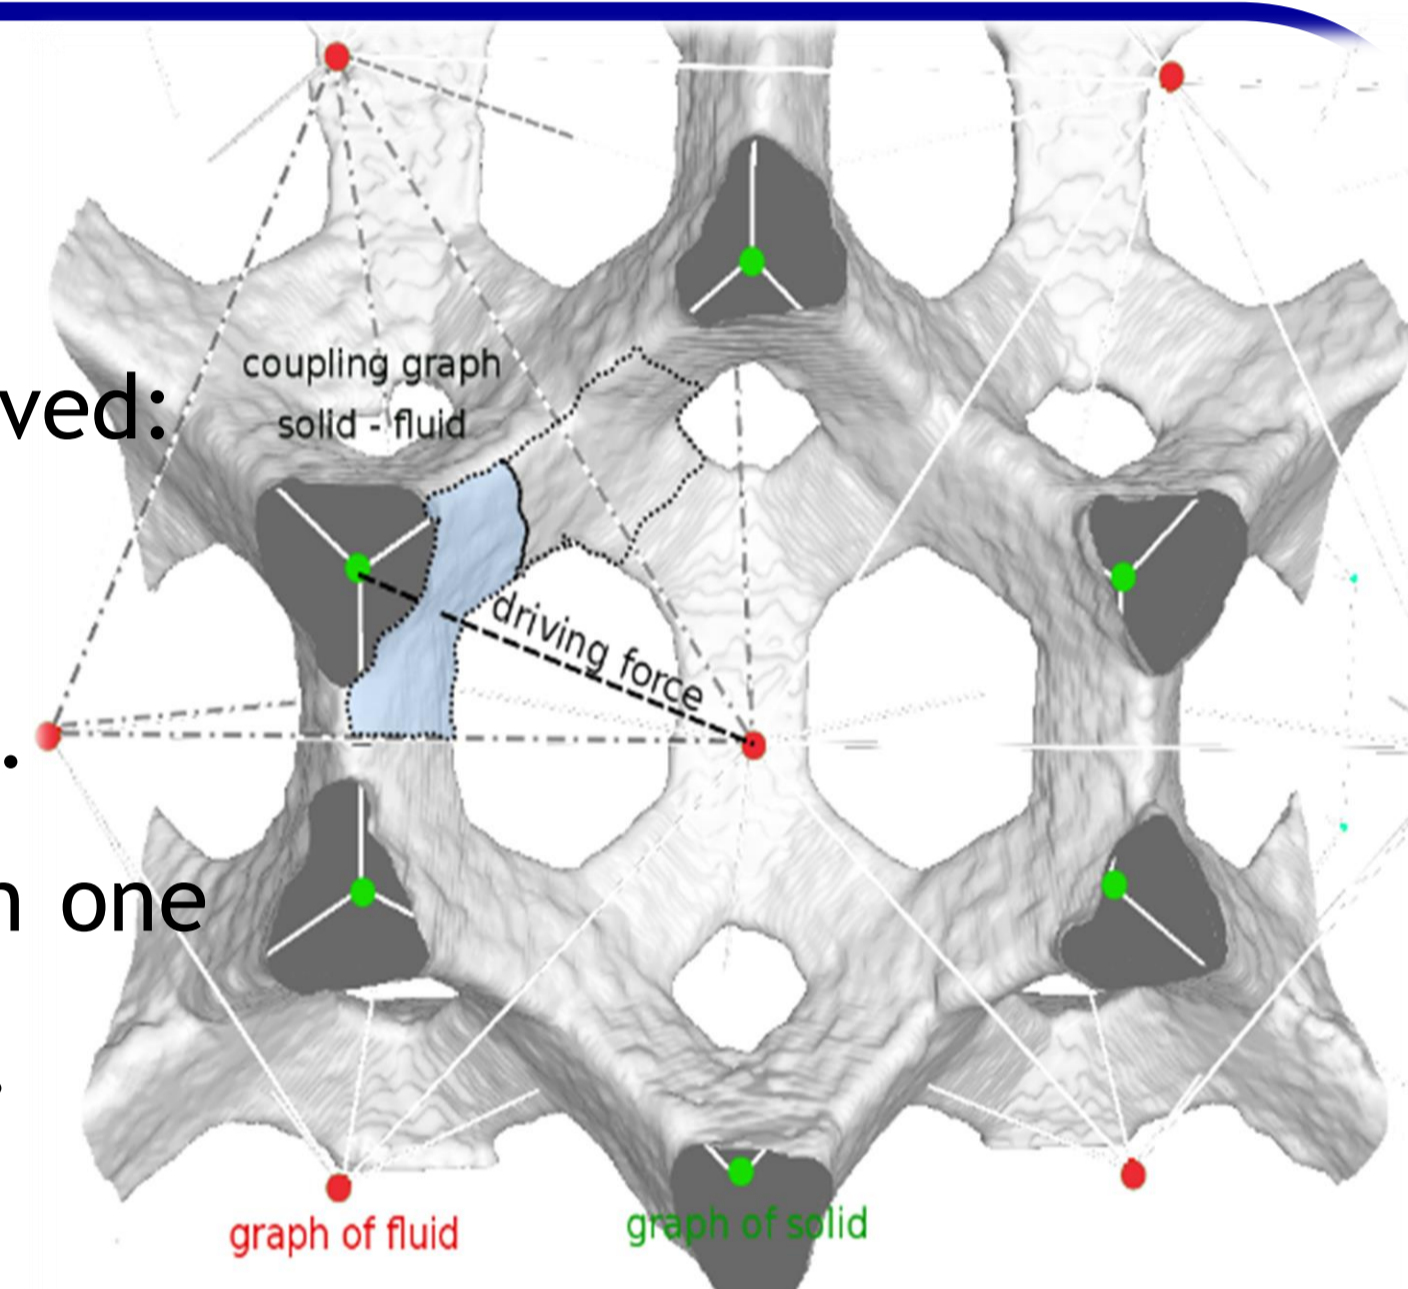 coupling graph
ved:
solid - fluid
driving force
.
n one
.
graph of solid
graph of fluid